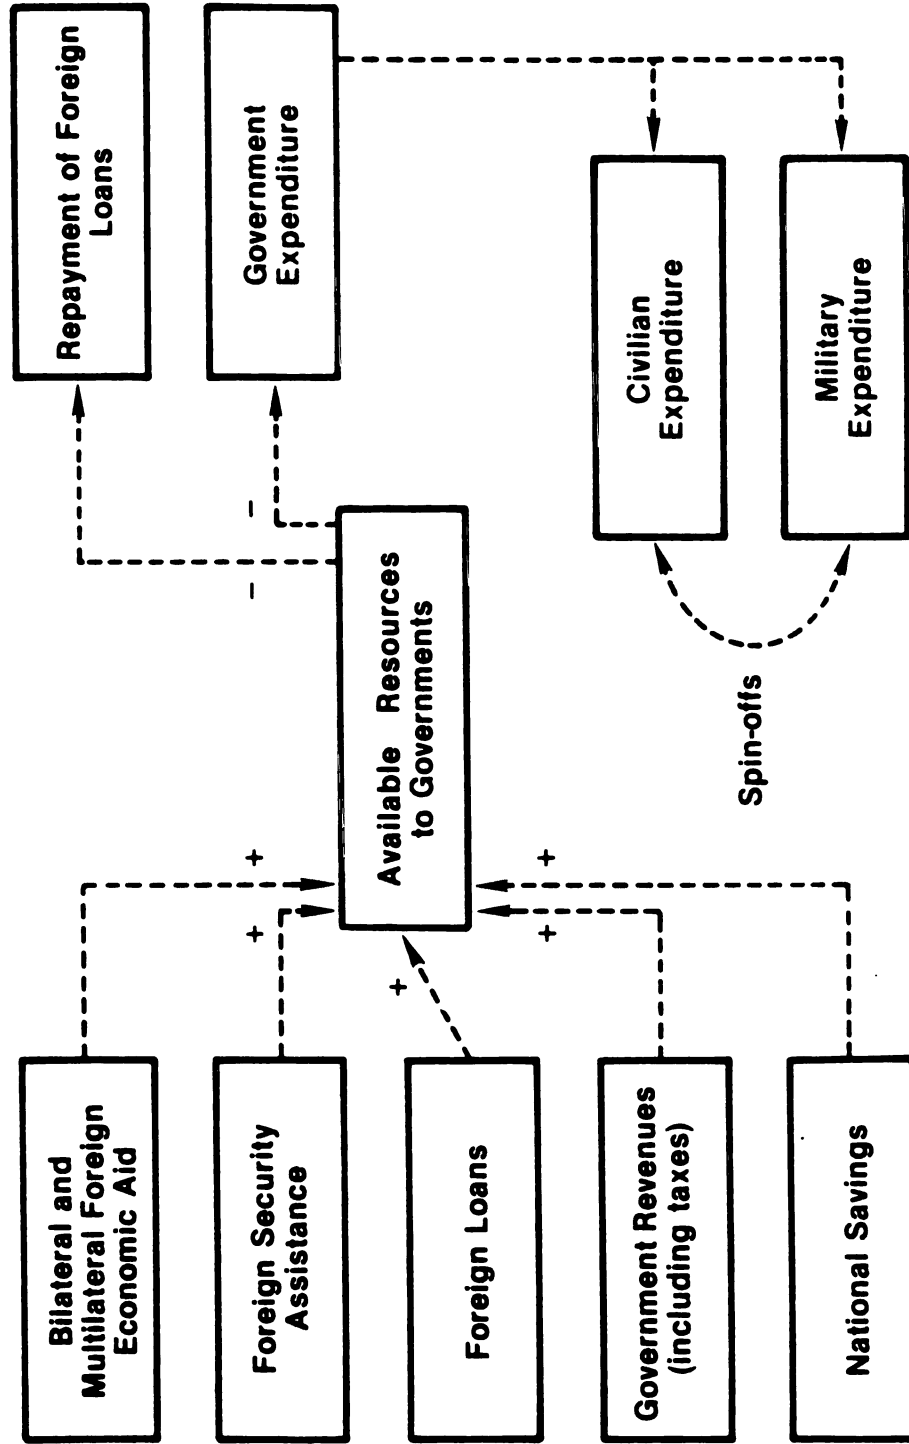 Bilateral and
Multilateral Foreign
Economic Aid
Foreign Security
Assistance
Foreign Loans
Government Revenues
(including taxes)
National Savings
+
+
+
+
+
Available Resources
to Governments
–
–
Repayment of Foreign
Loans
Government
Expenditure
Spin-offs
Civilian
Expenditure
Military
Expenditure